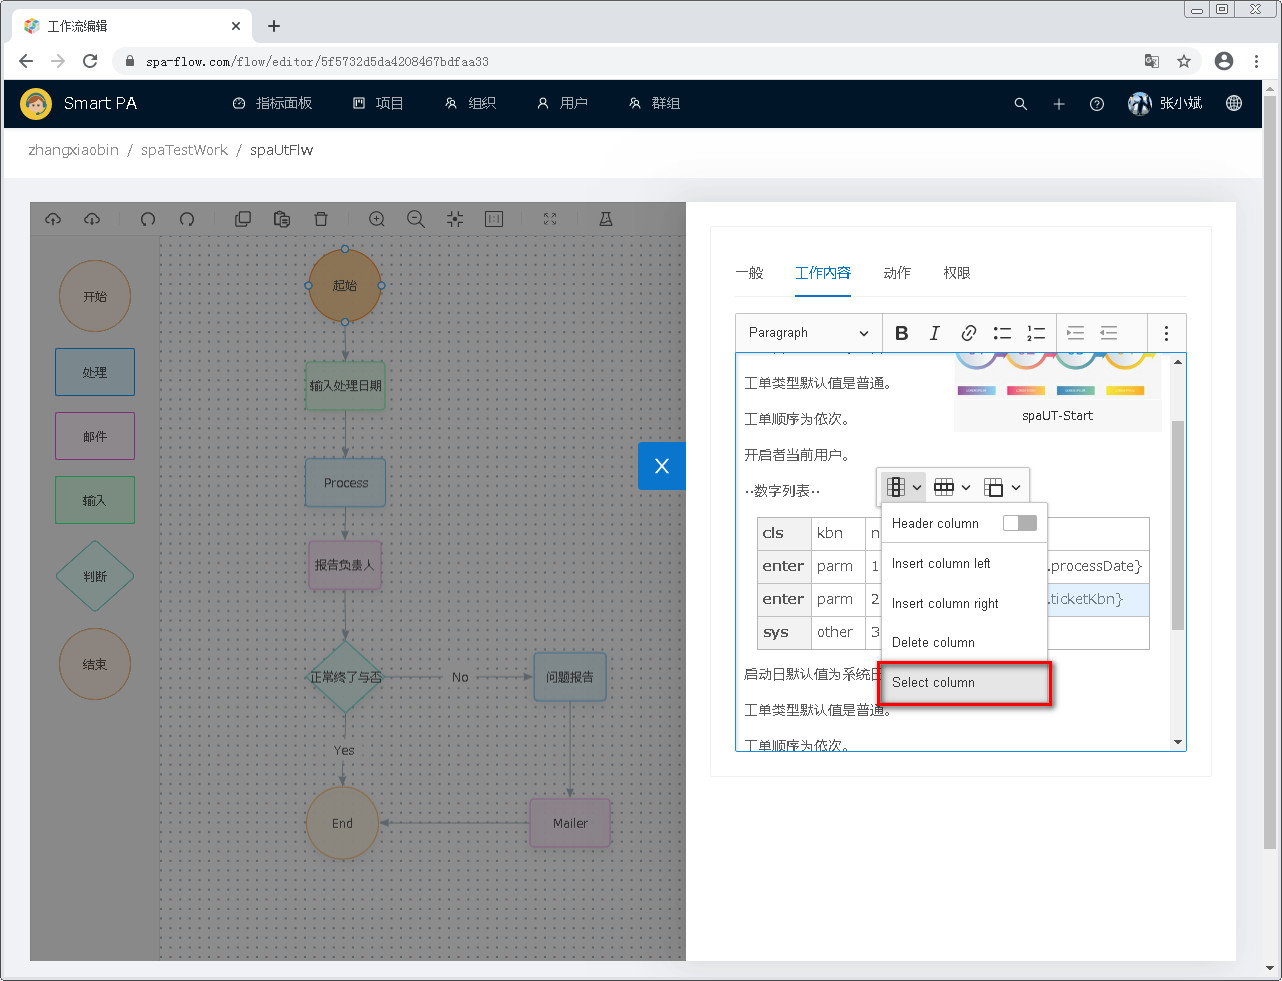 工作流编辑
spa-flow.com/flow/editor/5f5732d5da4208467bdfaa33
Smart PA
指标面板
项目
组织
用户
群组
张小斌
zhangxiaobin / spaTestWork / spaUtFlw
开始
处理
邮件
输入
判断
结束
起始
输入处理日期
Process
报告负责人
正常终了与否
No
问题报告
Yes
End
Mailer
X
一般
工作内容
动作
权限
Paragraph
B
I
工单类型默认值是普通。
工单顺序为依次。
开启者当前用户。
··数字列表··
spaUT-Start
cls kbn n
enter parm 1 .processDate}
enter parm 2 .ticketKbn}
sys other 3
Header column
Insert column left
Insert column right
Delete column
Select column
启动日默认值为系统日
工单类型默认值是普通。
工单顺序为依次。